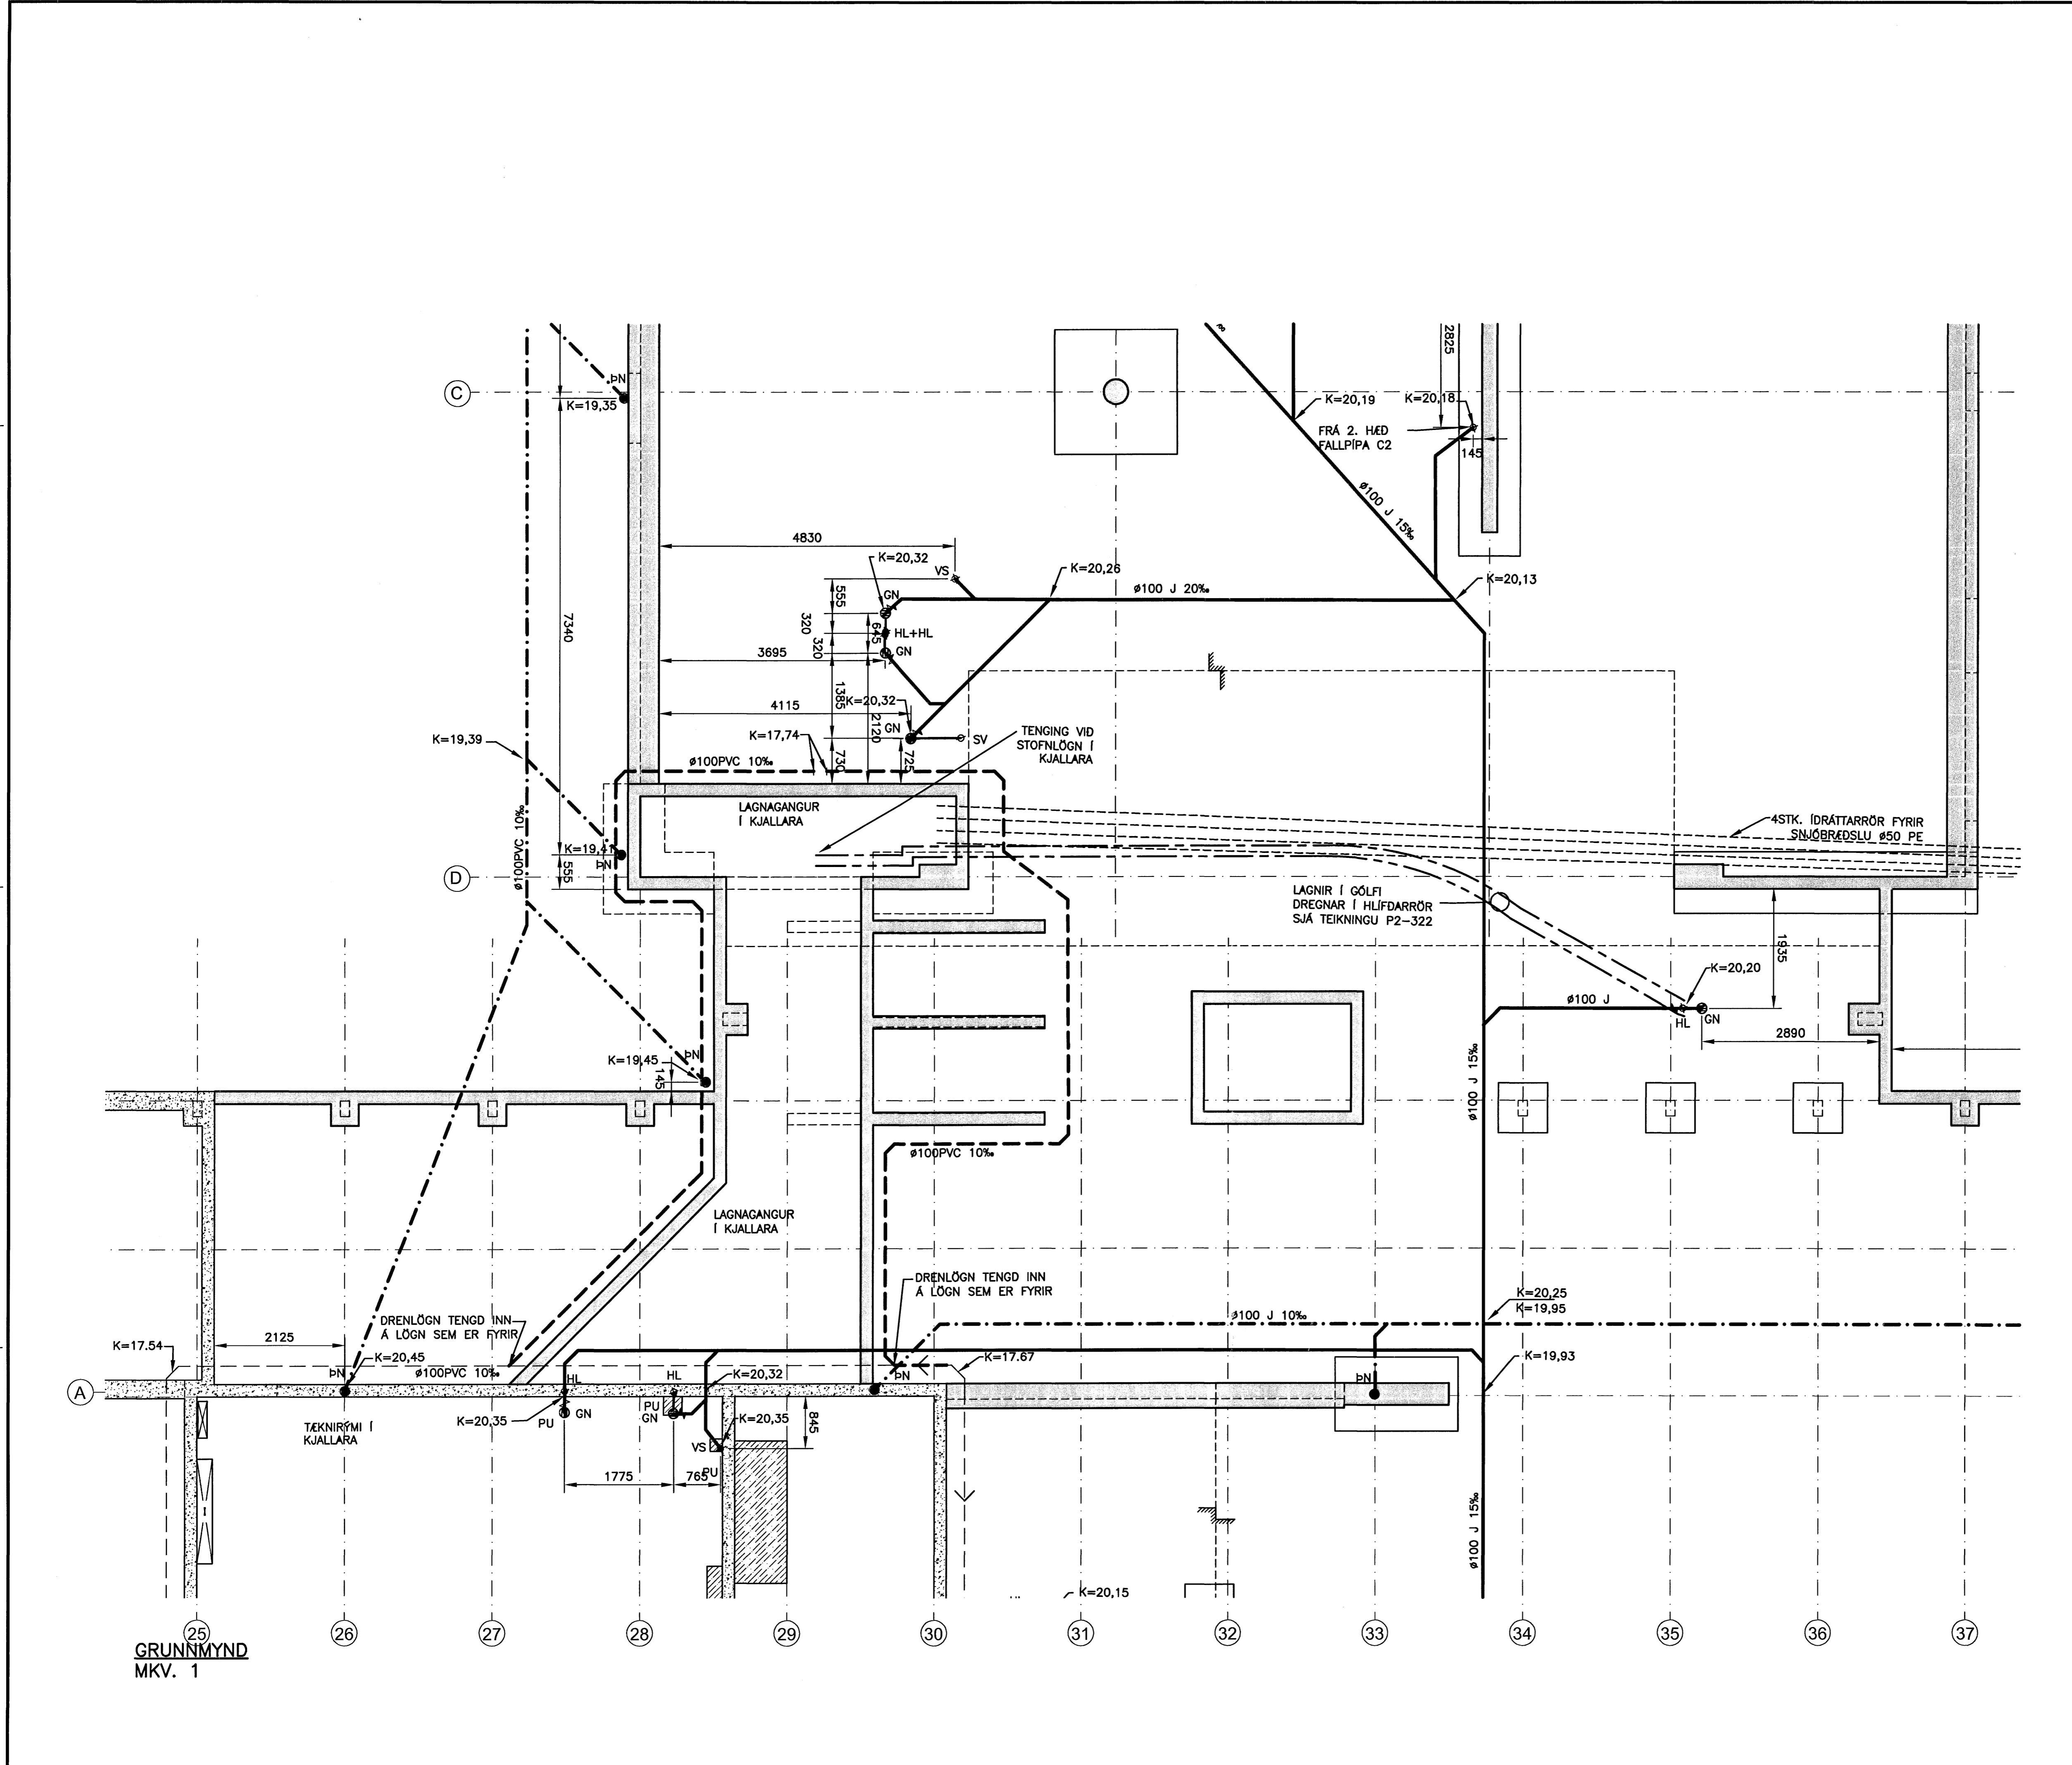 2825
C
ÞN
K=19,35
K=20,19
K=20,18
FRÁ 2. HÆÐ
FALLPÍPA C2
145
ø100 J 15‰
4830
K=20,32
VS
K=20,26
ø100 J 20‰
K=20,13
GN
555
320
645
HL+HL
320
GN
7340
3695
1385
K=20,32
4115
2120
GN
SV
K=19,39
K=17,74
730
725
TENGING VIÐ
STOFNLÖGN Í
KJALLARA
ø100PVC 10‰
LAGNAGANGUR
Í KJALLARA
4STK. ÍDRÁTTARRÖR FYRIR
SNJÓBRÆÐSLU ø50 PE
ø100PVC 10‰
K=19,41
ÞN
555
D
LAGNIR Í GÓLFI
DREGNAR Í HLÍFÐARRÖR
SJÁ TEIKNINGU P2-322
1935
K=20,20
ø100 J
HL
GN
2890
K=19,45
ÞN
145
ø100 J 15‰
ø100PVC 10‰
LAGNAGANGUR
Í KJALLARA
DRENLÖGN TENGD INN
Á LÖGN SEM ER FYRIR
K=20,25
K=19,95
ø100 J 10‰
DRENLÖGN TENGD INN
Á LÖGN SEM ER FYRIR
2125
K=17.54
K=20,45
K=17.67
K=19,93
ÞN
ø100PVC 10‰
HL
HL
K=20,32
ÞN
ÞN
A
PU
GN
K=20,35
PU
GN
K=20,35
845
TÆKNIRÝMI Í
KJALLARA
VS
PU
1775
765
I
ø100 J 15‰
K=20,15
25
26
27
28
29
30
31
32
33
34
35
36
37
GRUNNMYND
MKV. 1